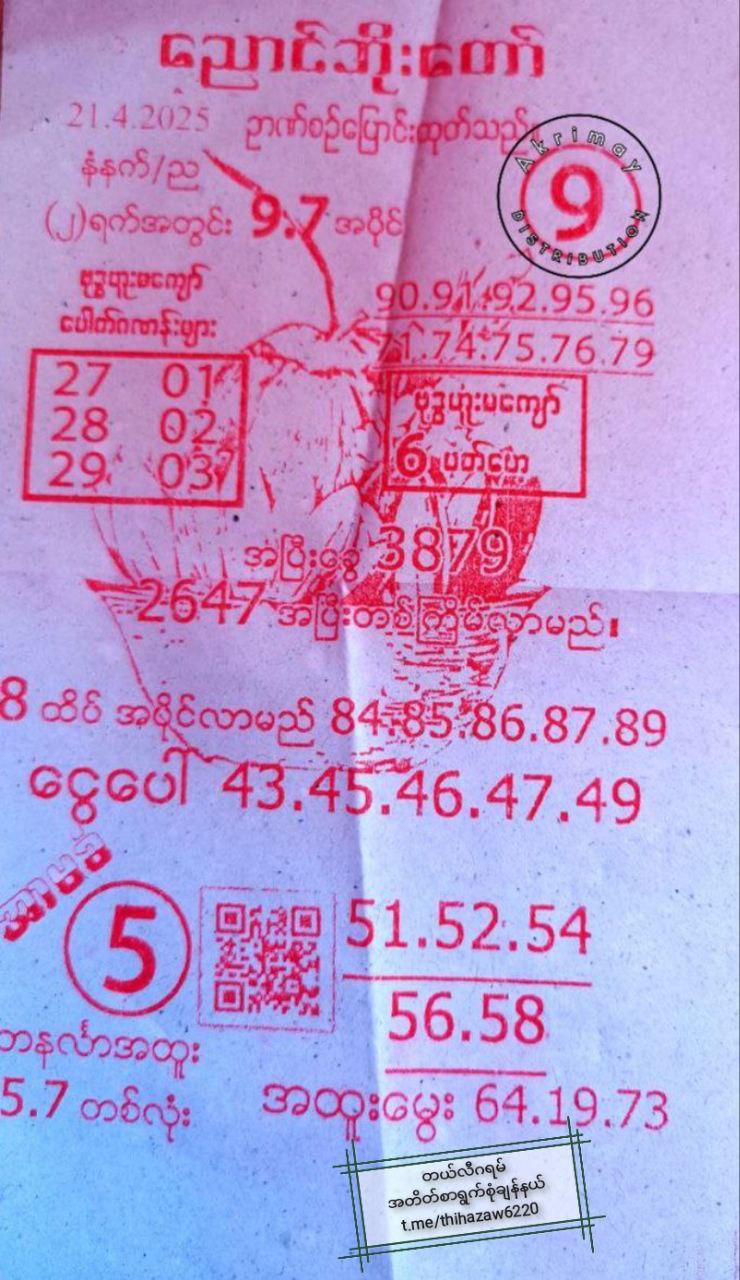 ညောင်ဘိုးတော်
21.4.2025 ဉာဏ်စဉ်ပြောင်းထုတ်သည်။
Akrimay
9
DISTRIBUTION
နံနက်/ည
(၂)ရက်အတွင်း 9.7 အပိုင်
ဗုဒ္ဓဟူးမကျော်
ပေါက်ဂဏန်းများ
90.91.92.95.96
71.74.75.76.79
27 01
28 02
29 03
ဗုဒ္ဓဟူးမကျော်
6 ပတ်ပေ
အပြီးခွေ 3879
2647 အပြီးတစ်ကြိမ်လာမည်။
8 ထိပ် အပိုင်လာမည် 84.85.86.87.89
ငွေပေါ် 43.45.46.47.49
အာမခံ
5
51.52.54
56.58
တနင်္လာအထူး
5.7 တစ်လုံး
အထူးမွေး 64.19.73
တယ်လီဂရမ်
အတိတ်စာရွက်စုံချန်နယ်
t.me/thihazaw6220